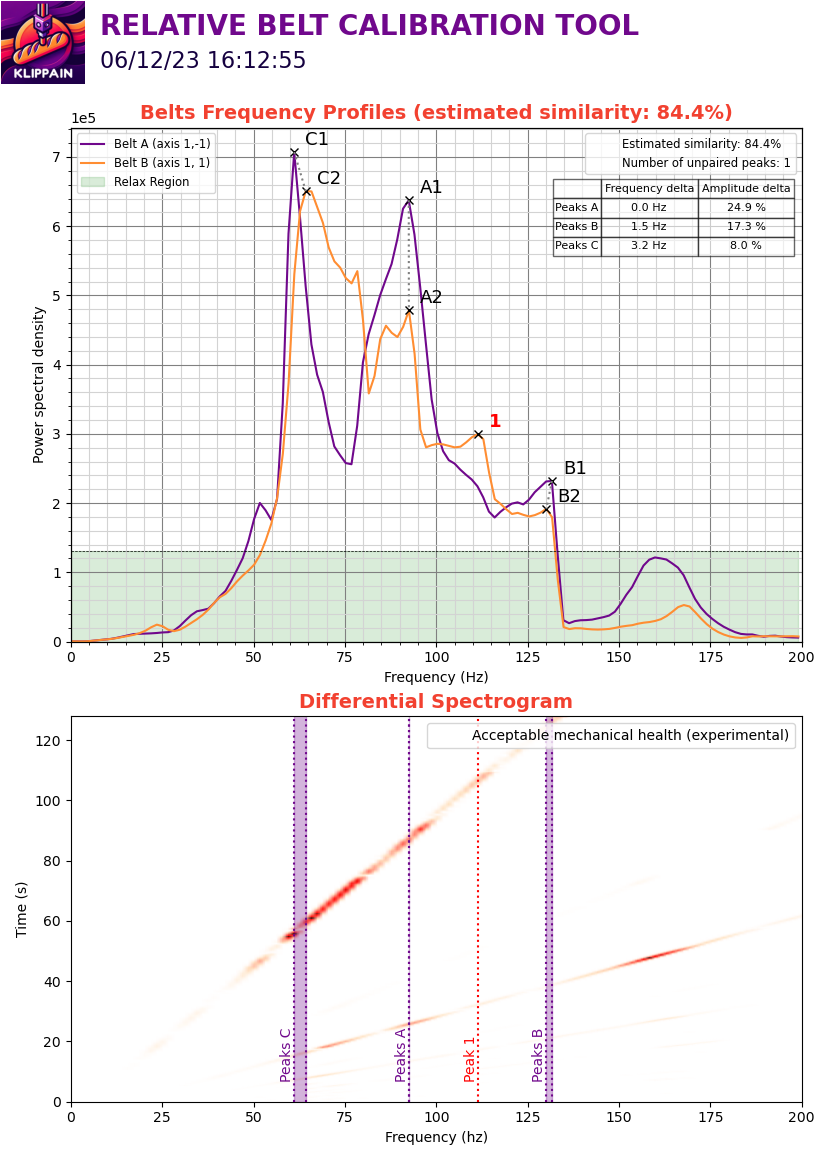 KLIPPAIN
RELATIVE BELT CALIBRATION TOOL
06/12/23 16:12:55
Belts Frequency Profiles (estimated similarity: 84.4%)
1e5
Belt A (axis 1,-1)
Belt B (axis 1, 1)
Relax Region
Estimated similarity: 84.4%
Number of unpaired peaks: 1
Frequency delta Amplitude delta
Peaks A 0.0 Hz 24.9 %
Peaks B 1.5 Hz 17.3 %
Peaks C 3.2 Hz 8.0 %
C1
C2
A1
A2
1
B1
B2
Power spectral density
7
6
5
4
3
2
1
0
0 25 50 75 100 125 150 175 200
Frequency (Hz)
Differential Spectrogram
Acceptable mechanical health (experimental)
Time (s)
120
100
80
60
40
20
0
Peaks C
Peaks A
Peak 1
Peaks B
0 25 50 75 100 125 150 175 200
Frequency (hz)